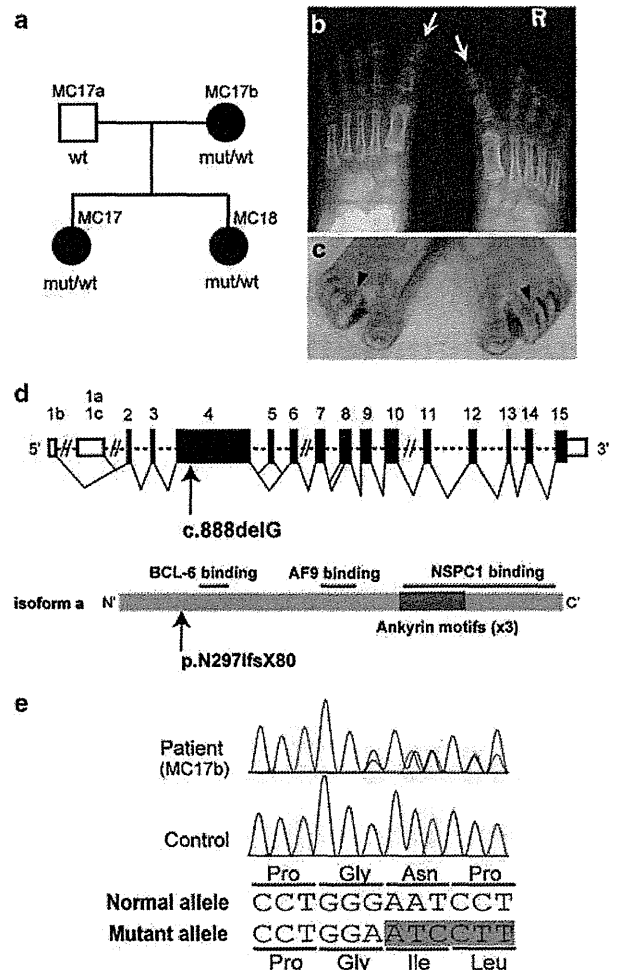 a
MC17a MC17b
wt mut/wt
MC17 MC18
mut/wt mut/wt
b R
c
d
1b 1a 2 3 4 5 6 7 8 9 10 11 12 13 14 15
1c
5' 3'
c.888delG
BCL-6 binding AF9 binding NSPC1 binding
isoform a N' C'
Ankyrin motifs (x3)
p.N297IfsX80
e
Patient
(MC17b)
Control
Pro Gly Asn Pro
Normal allele CCTGGGAATCCT
Mutant allele CCTGGAATCCTT
Pro Gly Ile Leu